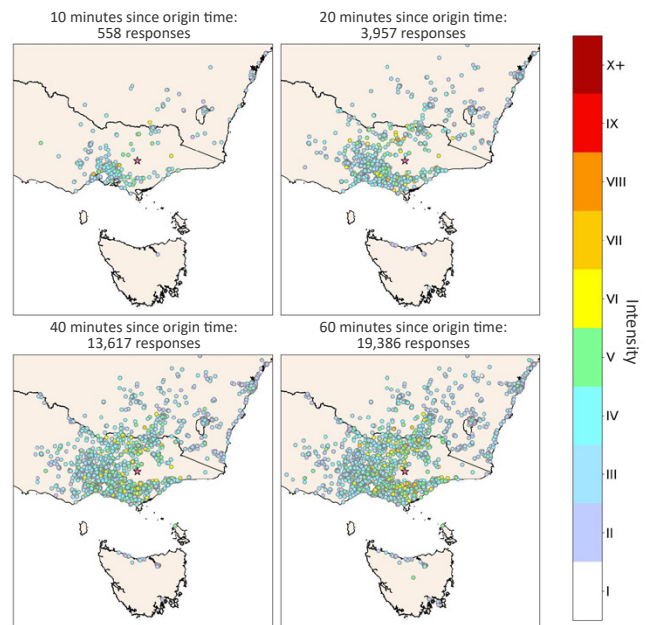 10 minutes since origin time:
558 responses
20 minutes since origin time:
3,957 responses
40 minutes since origin time:
13,617 responses
60 minutes since origin time:
19,386 responses
X+
IX
VIII
VII
VI
V
IV
III
II
I
Intensity